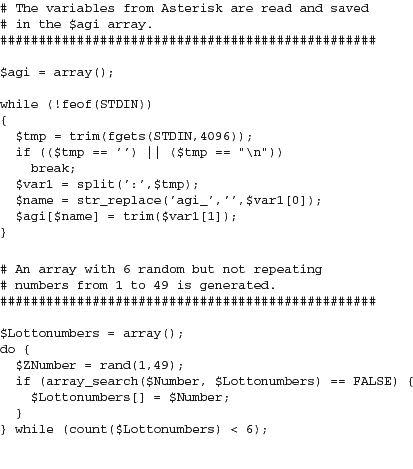 # The variables from Asterisk are read and saved
# in the $agi array.
#################################################
$agi = array();
while (!feof(STDIN))
{
  $tmp = trim(fgets(STDIN,4096));
  if (($tmp == '') || ($tmp == "\n"))
    break;
  $var1 = split(':',$tmp);
  $name = str_replace('agi_','',$var1[0]);
  $agi[$name] = trim($var1[1]);
}
# An array with 6 random but not repeating
# numbers from 1 to 49 is generated.
#################################################
$Lottonumbers = array();
do {
  $ZNumber = rand(1,49);
  if (array_search($Number, $Lottonumbers) == FALSE) {
    $Lottonumbers[] = $Number;
  }
} while (count($Lottonumbers) < 6);